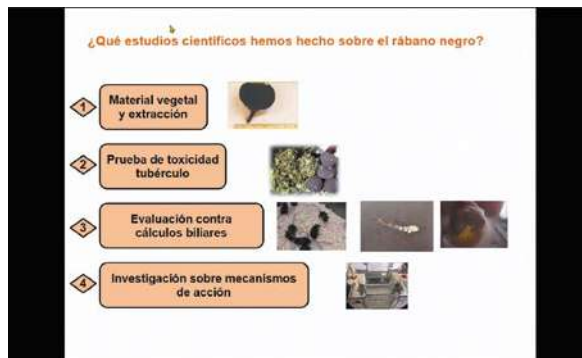 ¿Qué estudios científicos hemos hecho sobre el rábano negro?
1
Material vegetal
y extracción
2
Prueba de toxicidad
tubérculo
3
Evaluación contra
cálculos biliares
4
Investigación sobre mecanismos
de acción